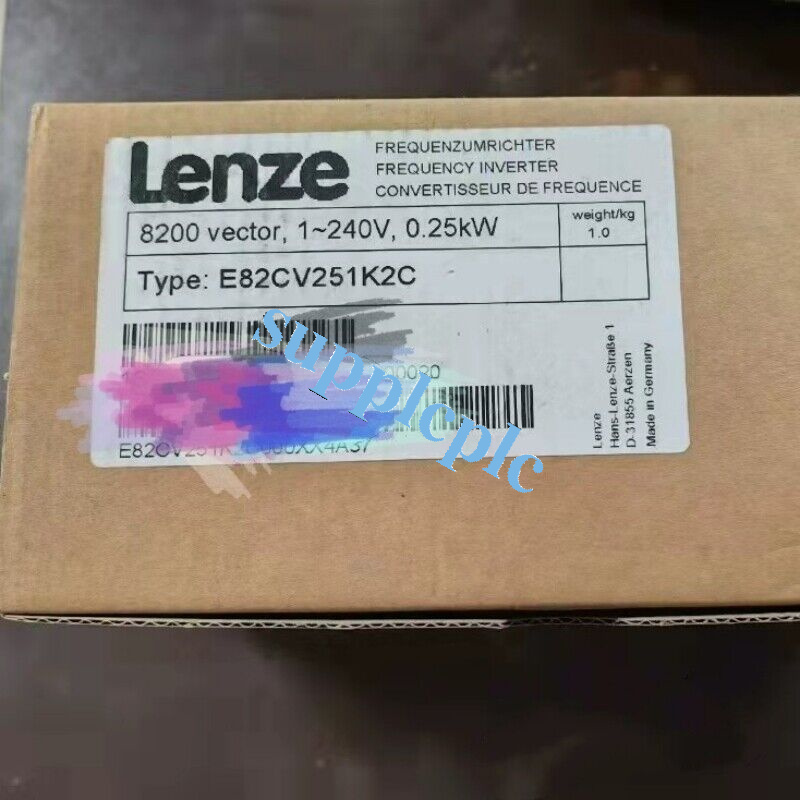 Lenze
FREQUENZUMRICHTER
FREQUENCY INVERTER
CONVERTISSEUR DE FREQUENCE
8200 vector, 1~240V, 0.25kW
weight/kg
1.0
Type: E82CV251K2C
supplcplc
Lenze
Hans-Lenze-Straße 1
D-31855 Aerzen
Made in Germany